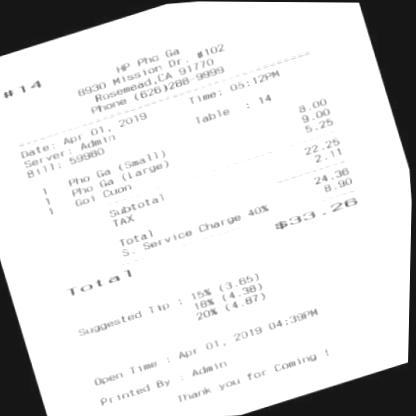 #14
HP Pho Ga
8930 Mission Dr. #102
Rosemead,CA 91770
Phone (626)288-9999
Date: Apr 01, 2019 Time: 05:12PM
Server: Admin Table : 14
Bill: 59980
1 Pho Ga (Small) 8.00
1 Pho Ga (Large) 9.00
1 Goi Cuon 5.25
Subtotal 22.25
TAX 2.11
Total 24.36
S. Service Charge 40% 8.90
Total $33.26
Suggested Tip : 15% (3.65)
18% (4.38)
20% (4.87)
Open Time : Apr 01, 2019 04:39PM
Printed By : Admin
Thank you for Coming !